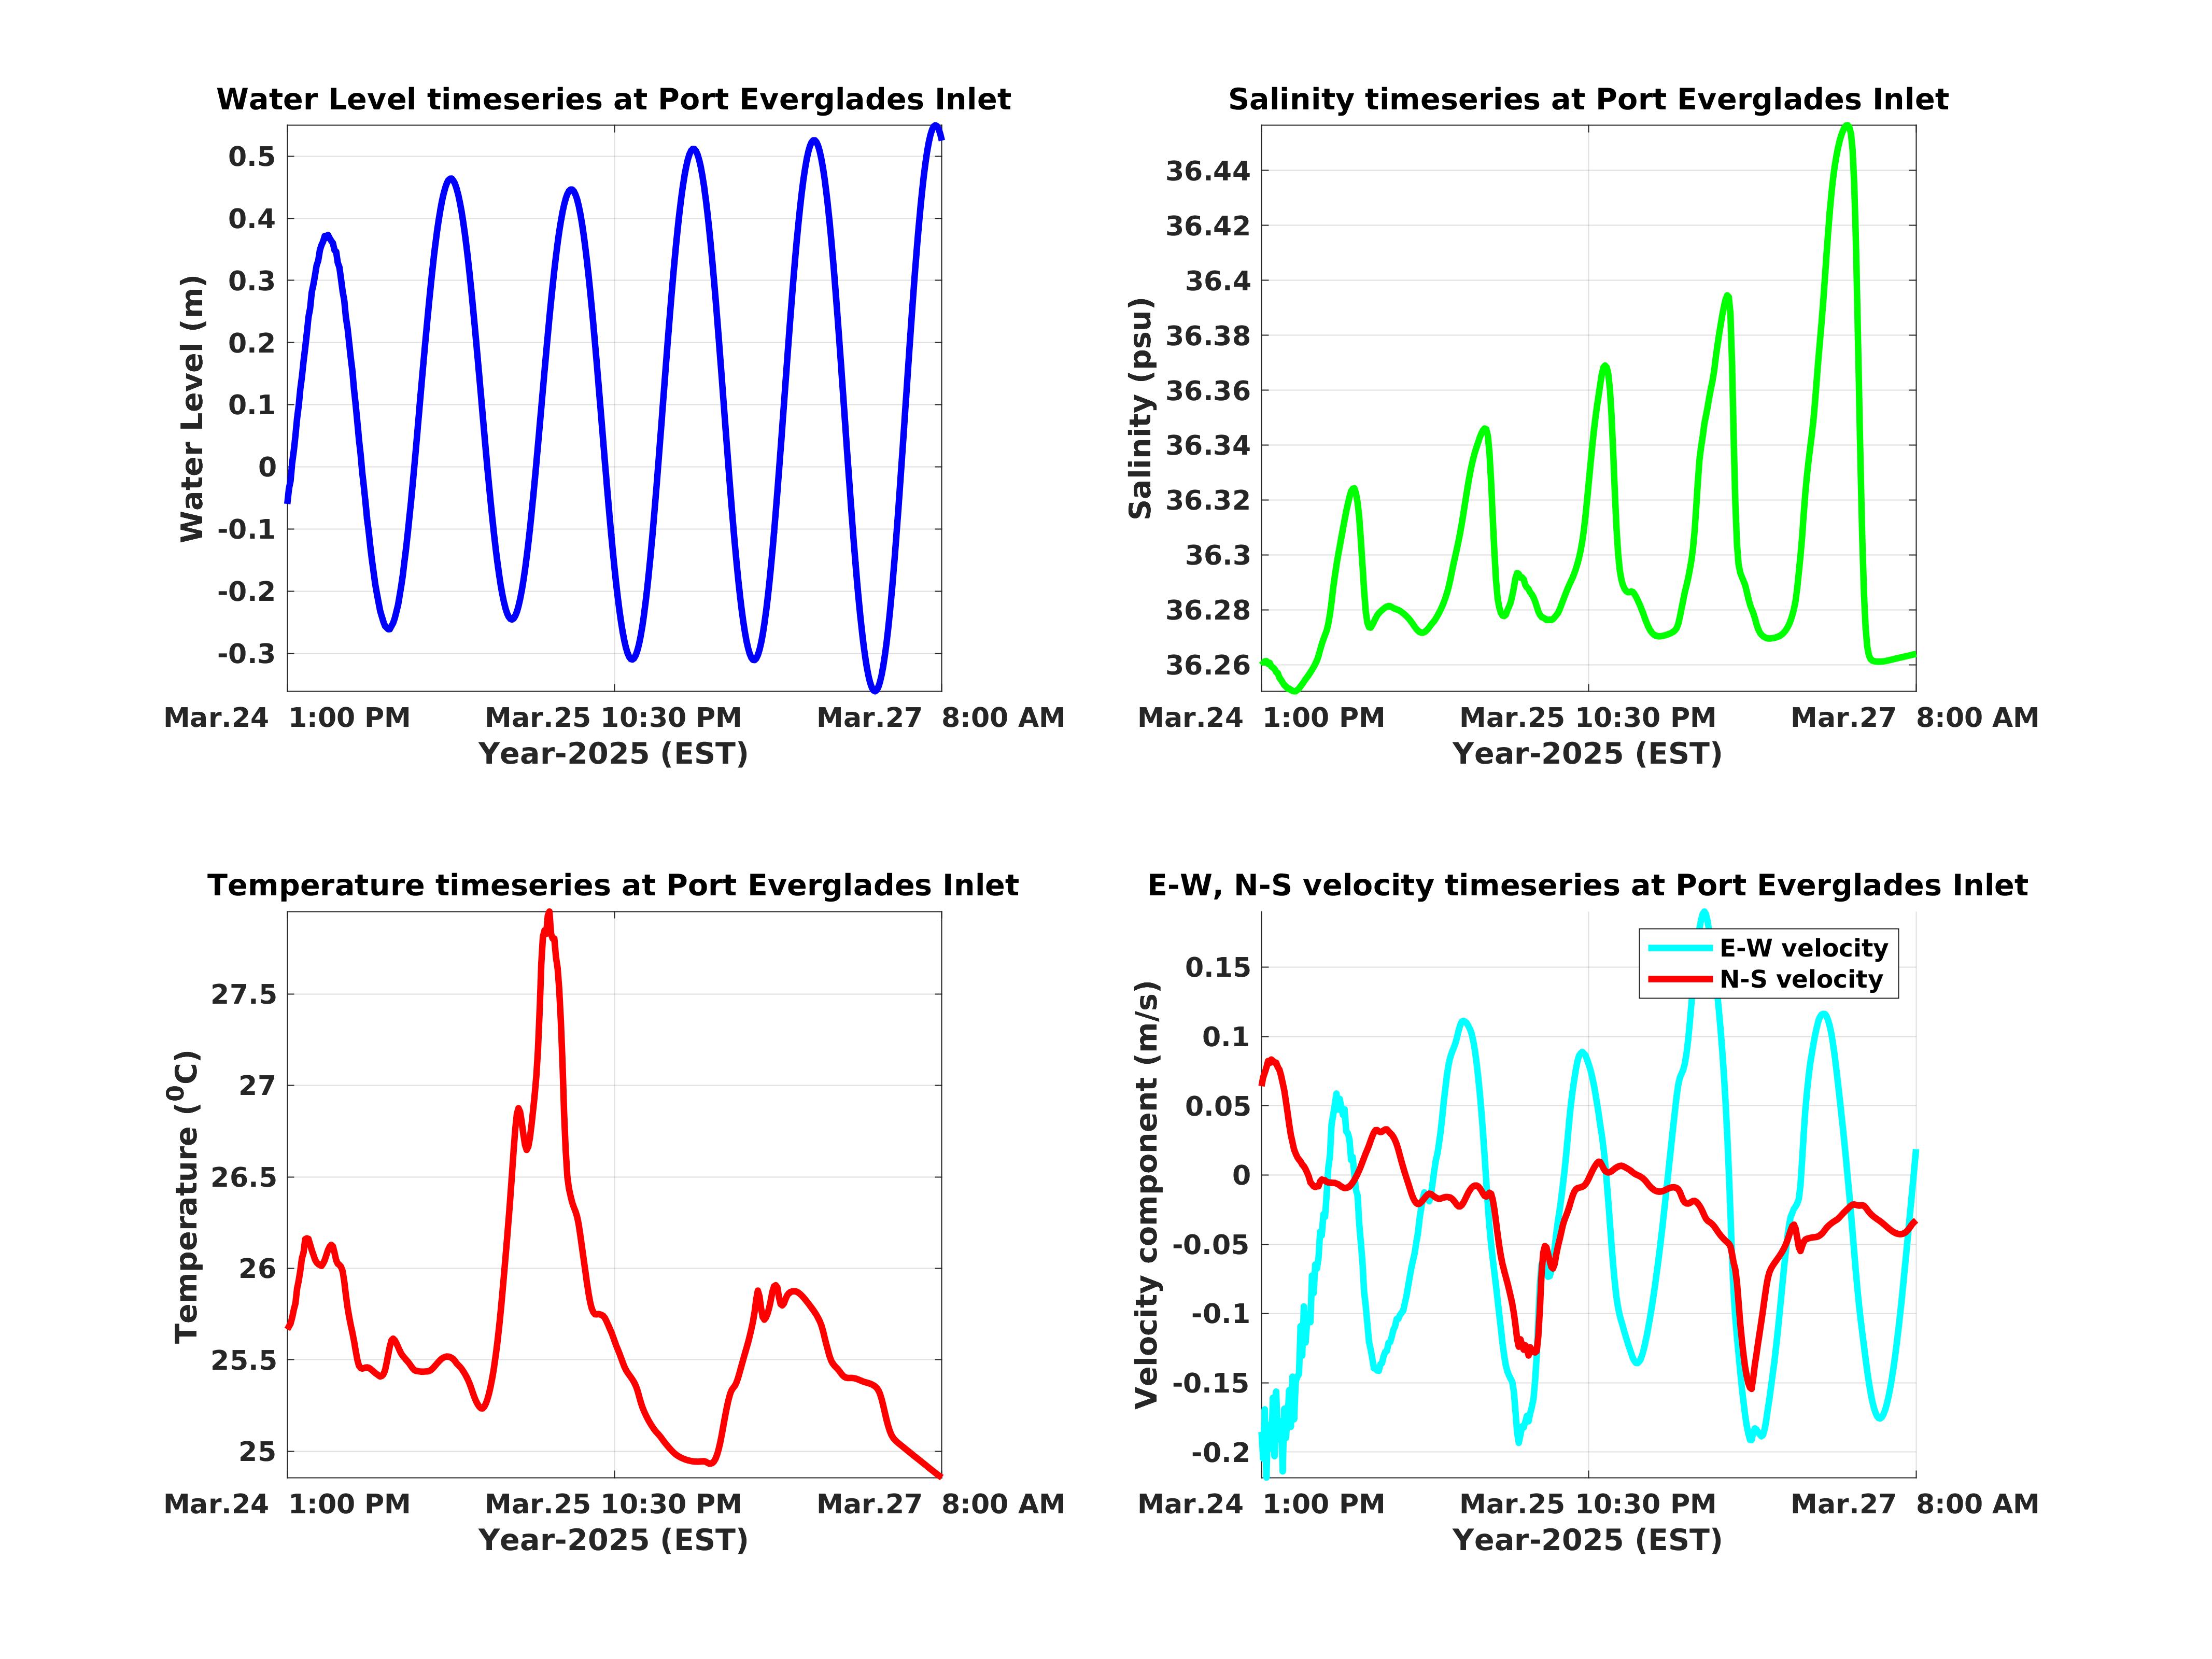 Water Level timeseries at Port Everglades Inlet
0.5
0.4
0.3
0.2
0.1
0
-0.1
-0.2
-0.3
Water Level (m)
Mar.24 1:00 PM Mar.25 10:30 PM Mar.27 8:00 AM
Year-2025 (EST)
Salinity timeseries at Port Everglades Inlet
36.44
36.42
36.4
36.38
36.36
36.34
36.32
36.3
36.28
36.26
Salinity (psu)
Mar.24 1:00 PM Mar.25 10:30 PM Mar.27 8:00 AM
Year-2025 (EST)
Temperature timeseries at Port Everglades Inlet
27.5
27
26.5
26
25.5
25
Temperature (⁰C)
Mar.24 1:00 PM Mar.25 10:30 PM Mar.27 8:00 AM
Year-2025 (EST)
E-W, N-S velocity timeseries at Port Everglades Inlet
E-W velocity
N-S velocity
0.15
0.1
0.05
0
-0.05
-0.1
-0.15
-0.2
Velocity component (m/s)
Mar.24 1:00 PM Mar.25 10:30 PM Mar.27 8:00 AM
Year-2025 (EST)